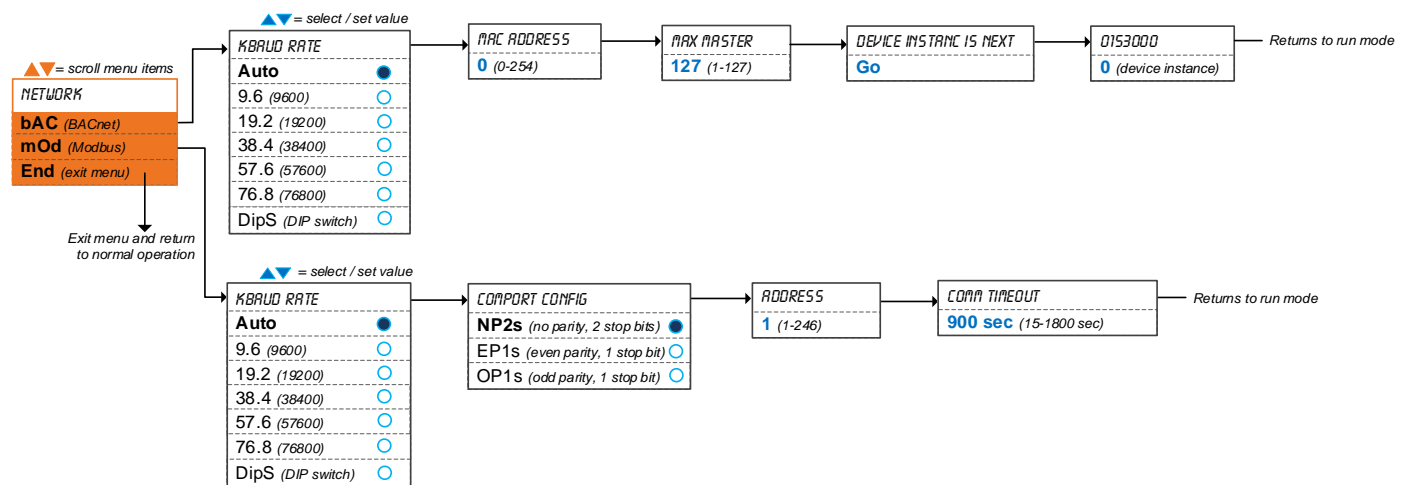 = select / set value
KBAUD RATE
Auto
9.6 (9600)
19.2 (19200)
38.4 (38400)
57.6 (57600)
76.8 (76800)
DipS (DIP switch)
MAC ADDRESS
0 (0-254)
MAX MASTER
127 (1-127)
DEVICE INSTANC IS NEXT
Go
0153000
0 (device instance)
Returns to run mode
= scroll menu items
NETWORK
bAC (BACnet)
mOd (Modbus)
End (exit menu)
Exit menu and return
to normal operation
= select / set value
KBAUD RATE
Auto
9.6 (9600)
19.2 (19200)
38.4 (38400)
57.6 (57600)
76.8 (76800)
DipS (DIP switch)
COMPORT CONFIG
NP2s (no parity, 2 stop bits)
EP1s (even parity, 1 stop bit)
OP1s (odd parity, 1 stop bit)
ADDRESS
1 (1-246)
COMM TIMEOUT
900 sec (15-1800 sec)
Returns to run mode